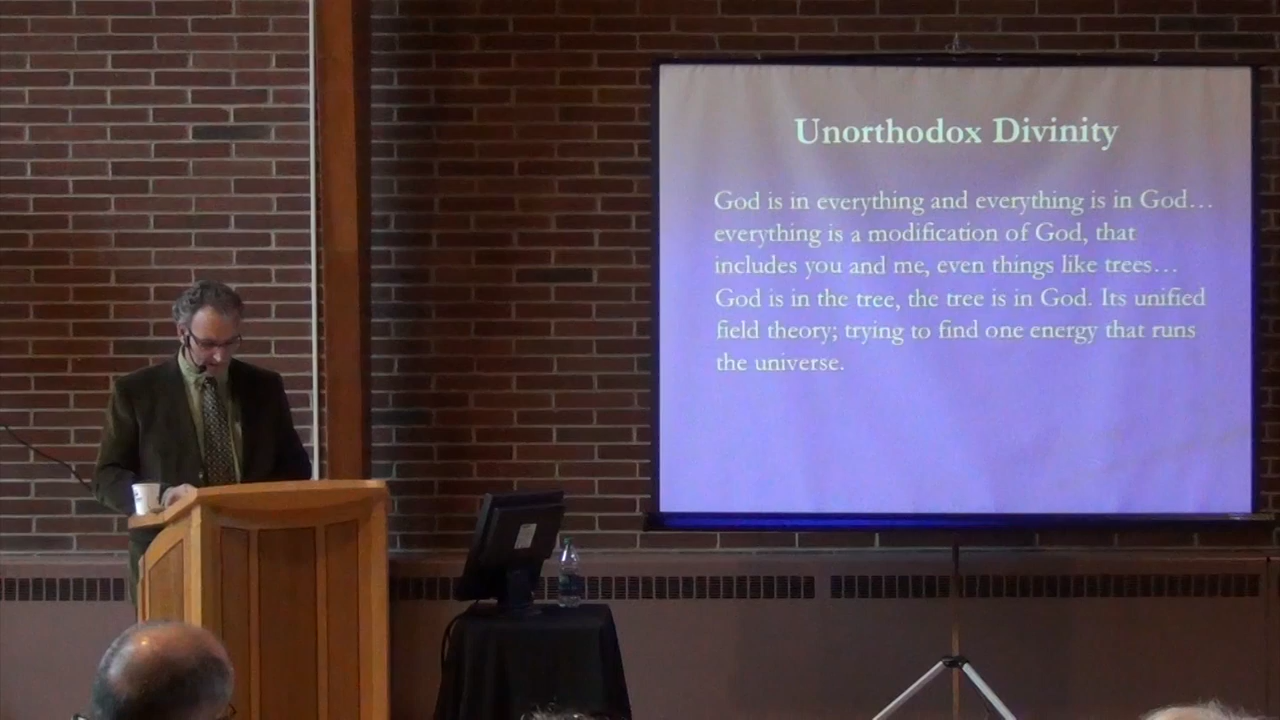 Unorthodox Divinity
God is in everything and everything is in God…
everything is a modification of God, that
includes you and me, even things like trees…
God is in the tree, the tree is in God. Its unified
field theory; trying to find one energy that runs
the universe.